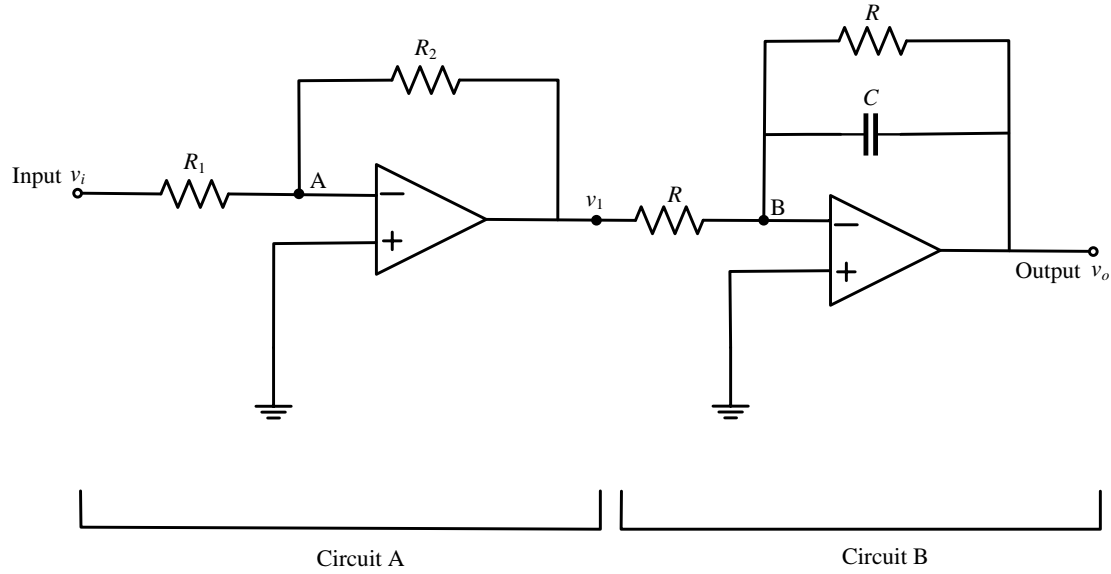 R
R₂
C
R₁
Input vᵢ
A
v₁
R
B
Output vₒ
Circuit A
Circuit B